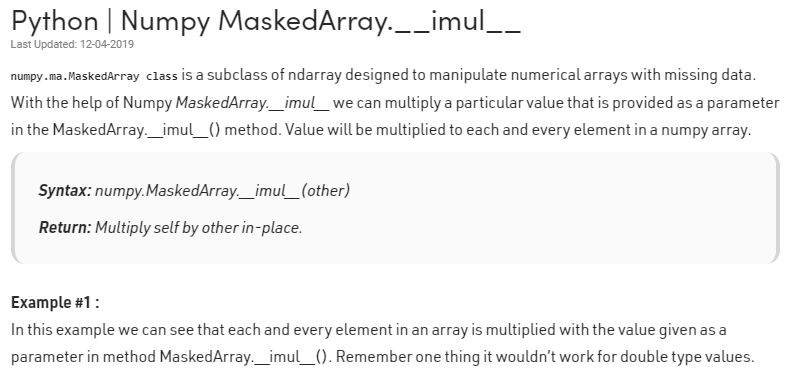 Python | Numpy MaskedArray.__imul__
Last Updated: 12-04-2019
numpy.ma.MaskedArray class is a subclass of ndarray designed to manipulate numerical arrays with missing data.
With the help of Numpy MaskedArray.__imul__ we can multiply a particular value that is provided as a parameter
in the MaskedArray.__imul__() method. Value will be multiplied to each and every element in a numpy array.
Syntax: numpy.MaskedArray.__imul__(other)
Return: Multiply self by other in-place.
Example #1 :
In this example we can see that each and every element in an array is multiplied with the value given as a
parameter in method MaskedArray.__imul__(). Remember one thing it wouldn't work for double type values.